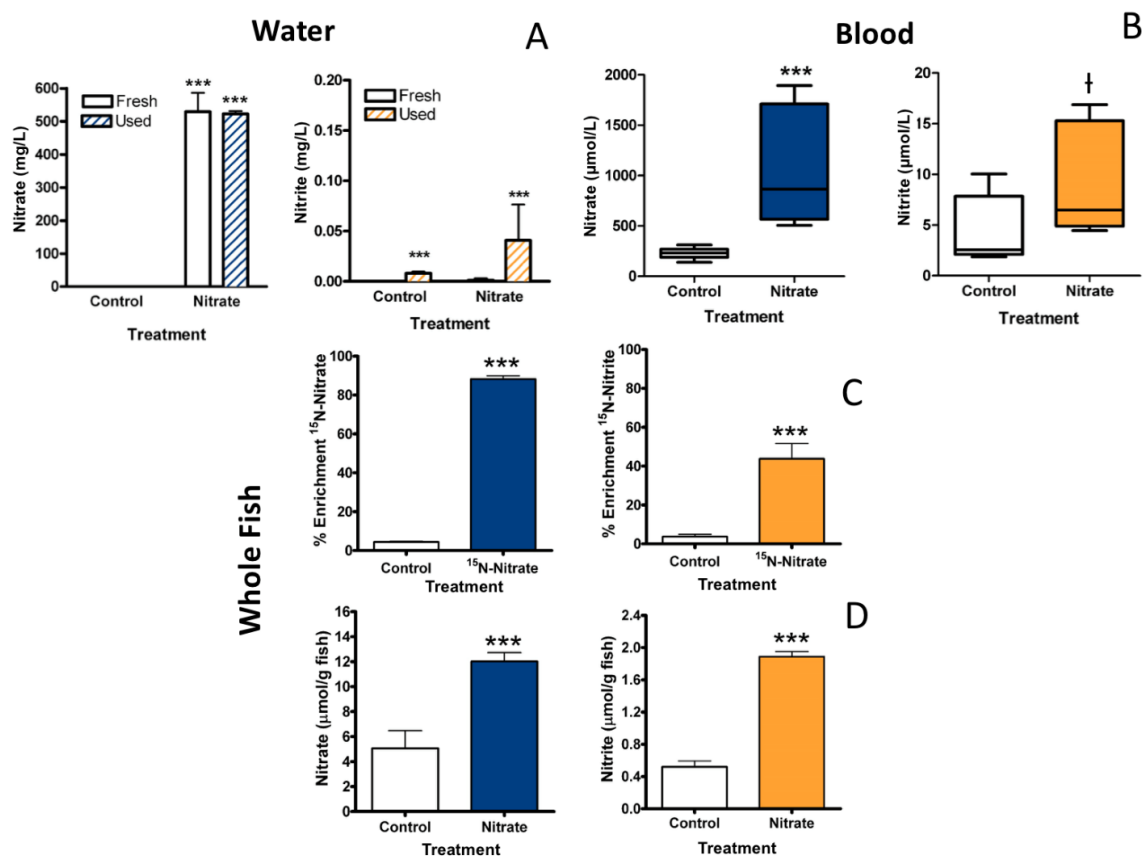 Water
A
Nitrate (mg/L)
600
500
400
300
200
100
0
Fresh
Used
***
***
Control
Nitrate
Treatment
Nitrite (mg/L)
0.20
0.15
0.10
0.05
0.00
Fresh
Used
***
***
Control
Nitrate
Treatment
Blood
B
Nitrate (μmol/L)
2000
1500
1000
500
0
***
Control
Nitrate
Treatment
Nitrite (μmol/L)
20
15
10
5
0
†
Control
Nitrate
Treatment
Whole Fish
% Enrichment ¹⁵N-Nitrate
100
80
60
40
20
0
***
Control
¹⁵N-Nitrate
Treatment
C
% Enrichment ¹⁵N-Nitrite
100
80
60
40
20
0
***
Control
¹⁵N-Nitrate
Treatment
Nitrate (μmol/g fish)
16
14
12
10
8
6
4
2
0
***
Control
Nitrate
Treatment
D
Nitrite (μmol/g fish)
2.4
2.0
1.6
1.2
0.8
0.4
0.0
***
Control
Nitrate
Treatment